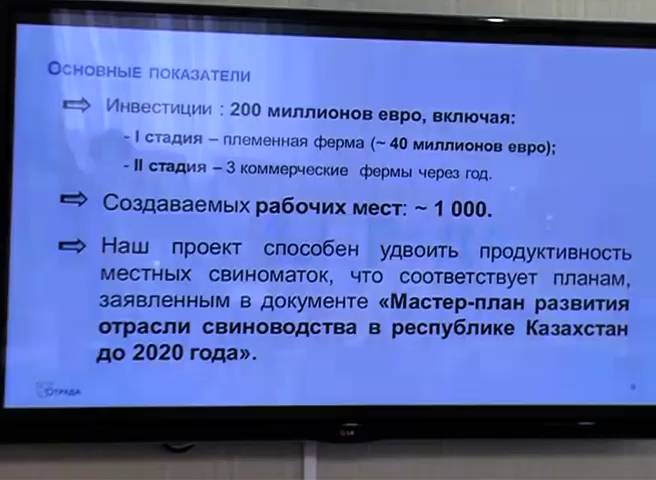 Основные показатели
Инвестиции : 200 миллионов евро, включая:
- I стадия – племенная ферма (~ 40 миллионов евро);
- II стадия – 3 коммерческие фермы через год.
Создаваемых рабочих мест: ~ 1 000.
Наш проект способен удвоить продуктивность
местных свиноматок, что соответствует планам,
заявленным в документе «Мастер-план развития
отрасли свиноводства в республике Казахстан
до 2020 года».
ОТРАДА
LG